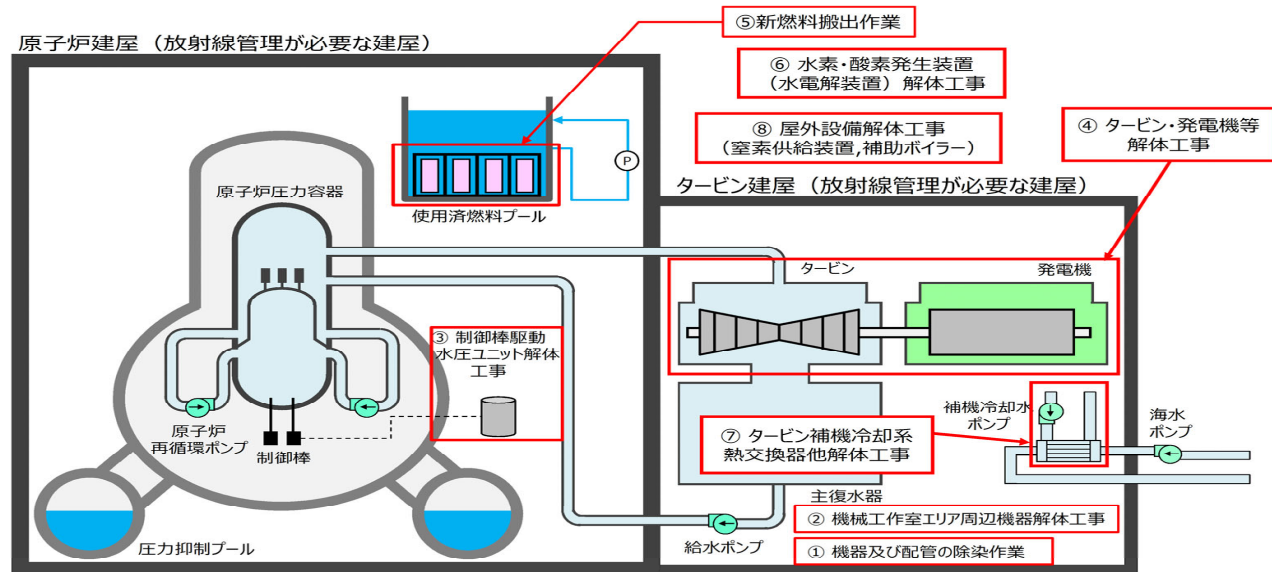 ⑤新燃料搬出作業
原子炉建屋（放射線管理が必要な建屋）
⑥ 水素・酸素発生装置
（水電解装置）解体工事
⑧ 屋外設備解体工事
（窒素供給装置,補助ボイラー）
④ タービン・発電機等
解体工事
P
タービン建屋（放射線管理が必要な建屋）
原子炉圧力容器
使用済燃料プール
タービン
発電機
③ 制御棒駆動
水圧ユニット解体
工事
補機冷却水
ポンプ
海水
ポンプ
原子炉
再循環ポンプ
制御棒
⑦ タービン補機冷却系
熱交換器他解体工事
主復水器
② 機械工作室エリア周辺機器解体工事
圧力抑制プール
給水ポンプ
① 機器及び配管の除染作業